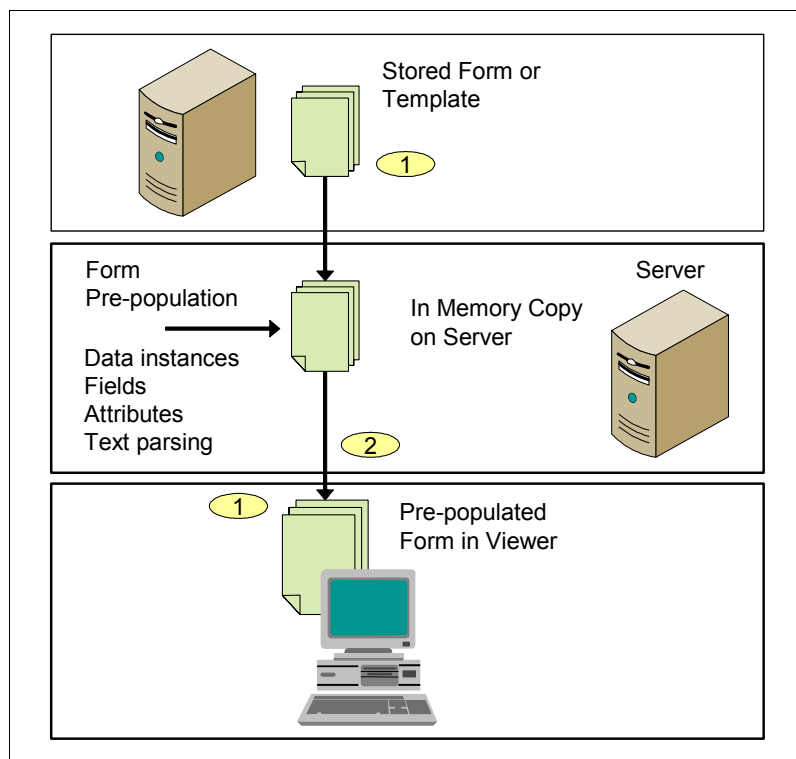 Stored Form or
Template
1
Form
Pre-population
Data instances
Fields
Attributes
Text parsing
In Memory Copy
on Server
Server
2
1
Pre-populated
Form in Viewer